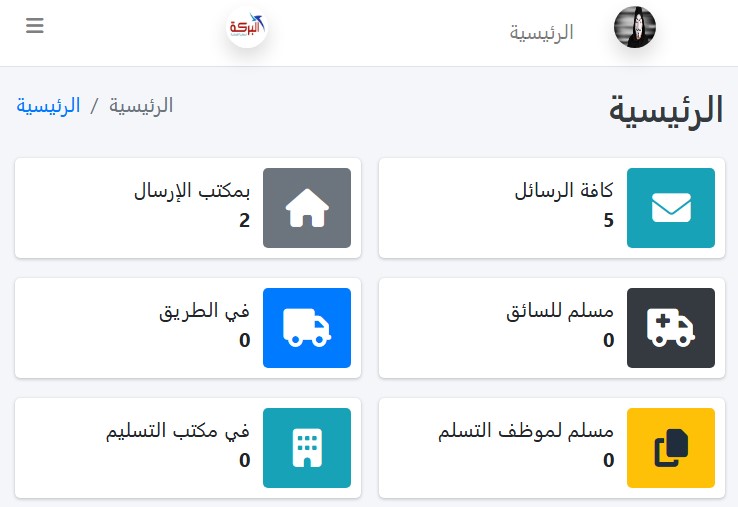 الرئيسية
البركة
الرئيسية
الرئيسية / الرئيسية
كافة الرسائل
5
بمكتب الإرسال
2
مسلم للسائق
0
في الطريق
0
مسلم لموظف التسلم
0
في مكتب التسليم
0